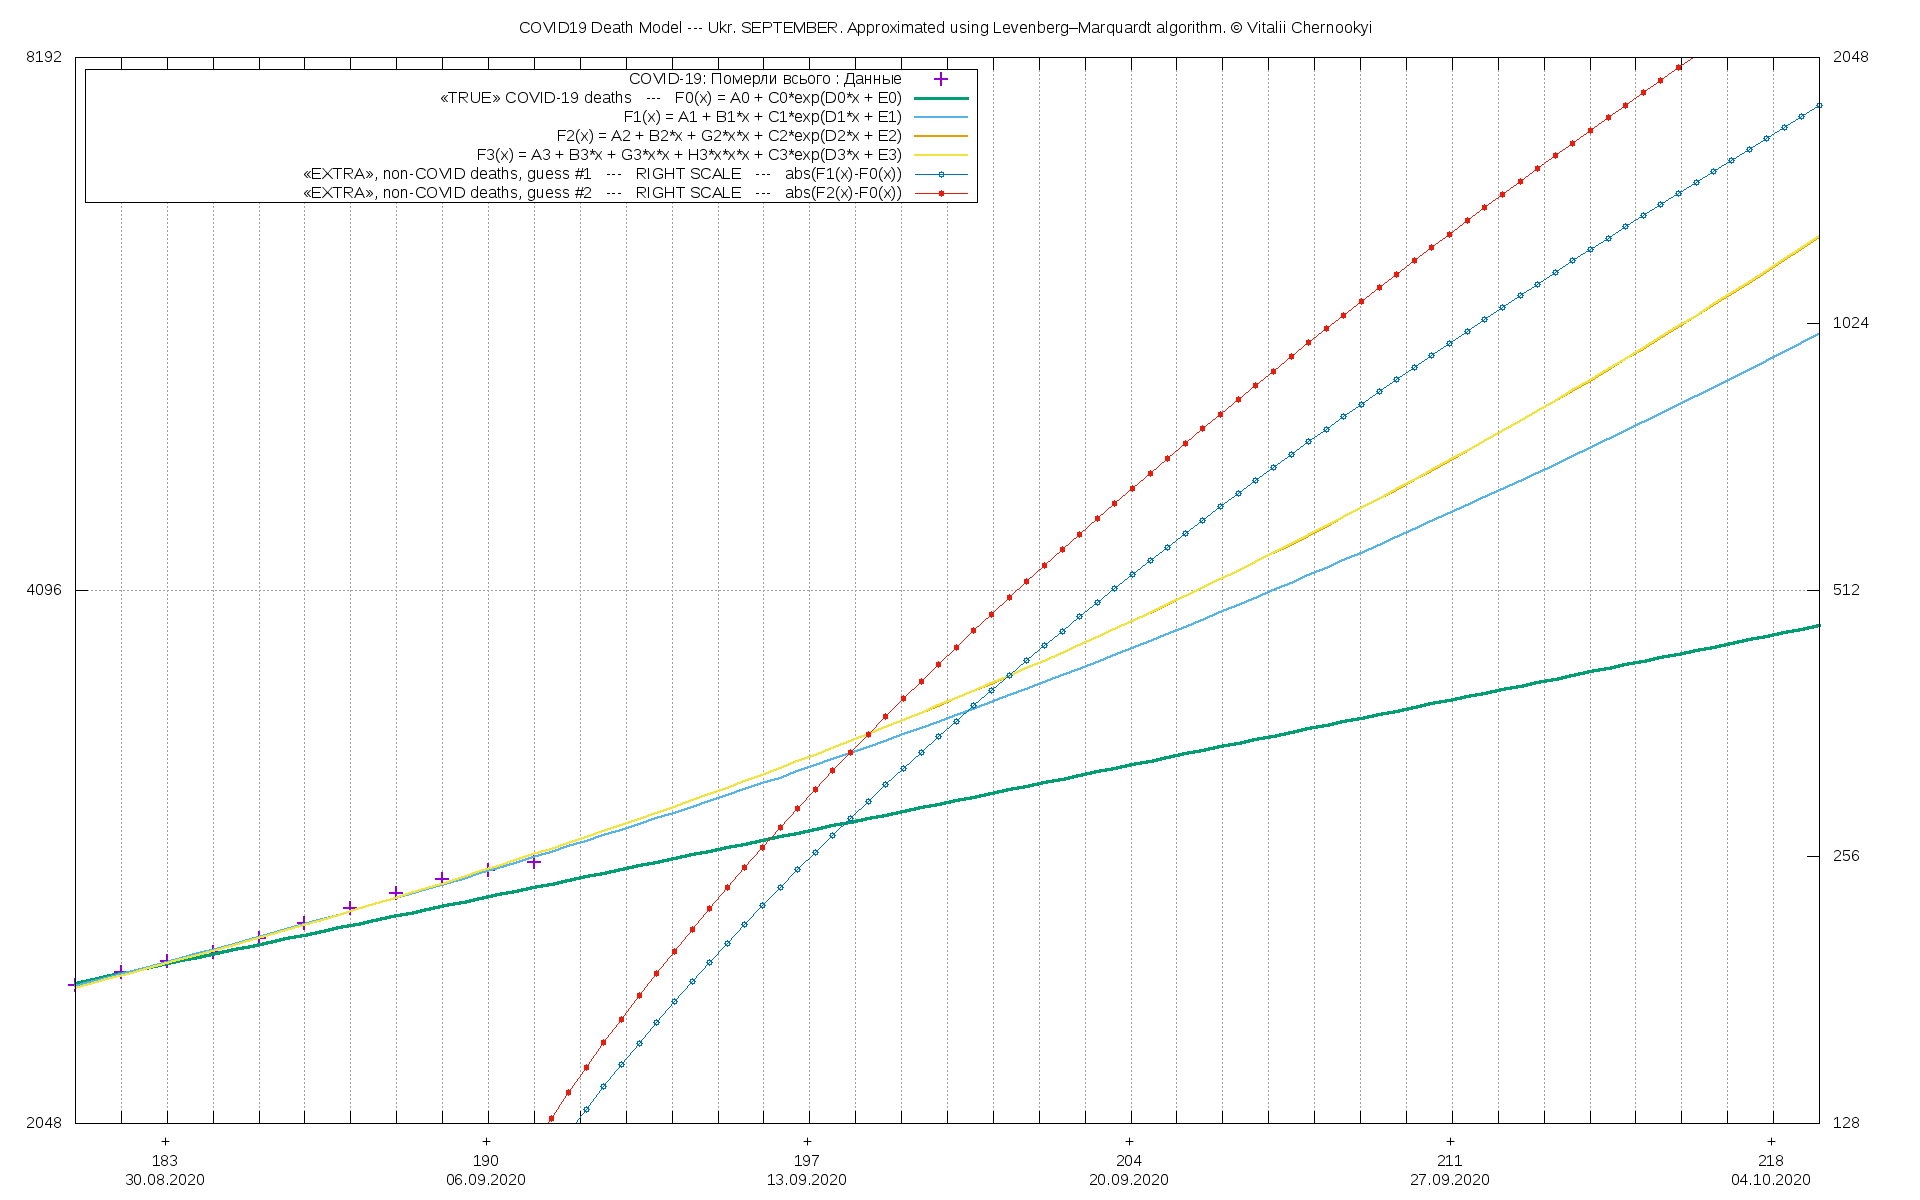 COVID19 Death Model --- Ukr. SEPTEMBER. Approximated using Levenberg–Marquardt algorithm. © Vitalii Chernookyi
8192
2048
COVID-19: Померли всього : Данные
«TRUE» COVID-19 deaths --- F0(x) = A0 + C0*exp(D0*x + E0)
F1(x) = A1 + B1*x + C1*exp(D1*x + E1)
F2(x) = A2 + B2*x + G2*x*x + C2*exp(D2*x + E2)
F3(x) = A3 + B3*x + G3*x*x + H3*x*x*x + C3*exp(D3*x + E3)
«EXTRA», non-COVID deaths, guess #1 --- RIGHT SCALE --- abs(F1(x)-F0(x))
«EXTRA», non-COVID deaths, guess #2 --- RIGHT SCALE --- abs(F2(x)-F0(x))
1024
4096
512
256
2048
128
183
190
197
204
211
218
30.08.2020
06.09.2020
13.09.2020
20.09.2020
27.09.2020
04.10.2020